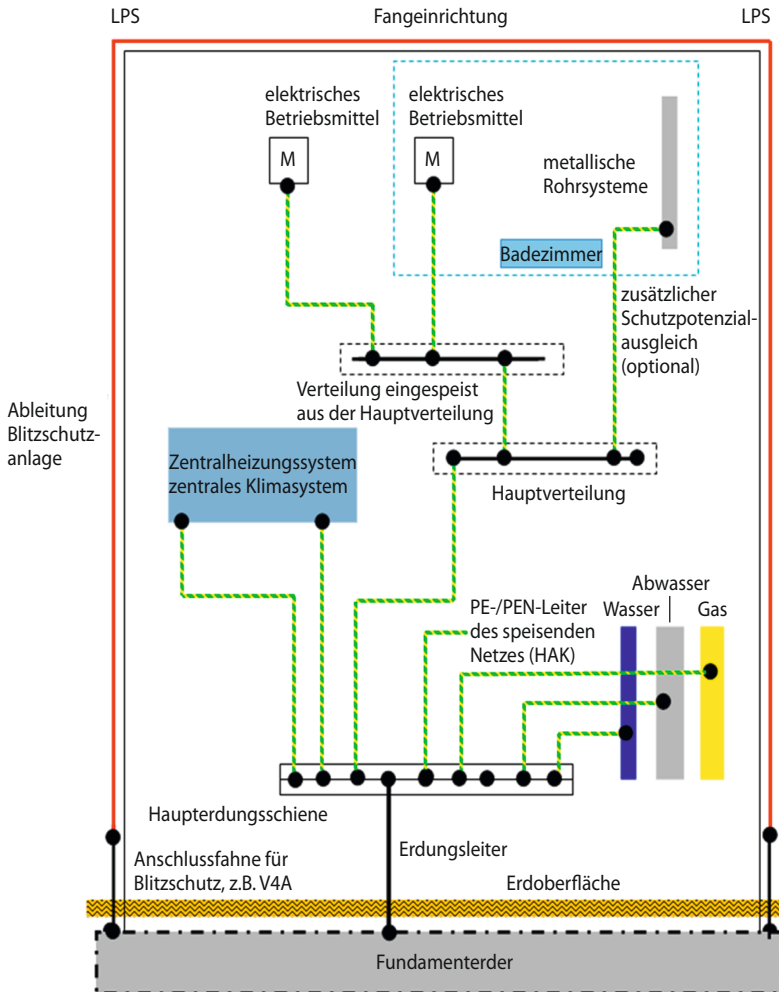 LPS
Fangeinrichtung
LPS
elektrisches
Betriebsmittel
elektrisches
Betriebsmittel
M
M
metallische
Rohrsysteme
Badezimmer
zusätzlicher
Schutzpotenzial-
ausgleich
(optional)
Verteilung eingespeist
aus der Hauptverteilung
Ableitung
Blitzschutz-
anlage
Zentralheizungssystem
zentrales Klimasystem
Hauptverteilung
Abwasser
PE-/PEN-Leiter
des speisenden
Netzes (HAK)
Wasser
Gas
Haupterdungsschiene
Erdungsleiter
Anschlussfahne für
Blitzschutz, z.B. V4A
Erdoberfläche
Fundamenterder